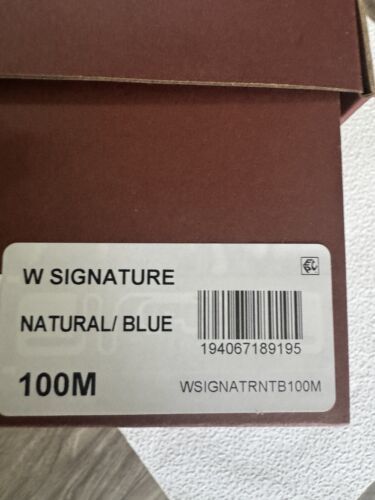 W SIGNATURE
NATURAL/ BLUE
194067189195
100M
WSIGNATRNTB100M